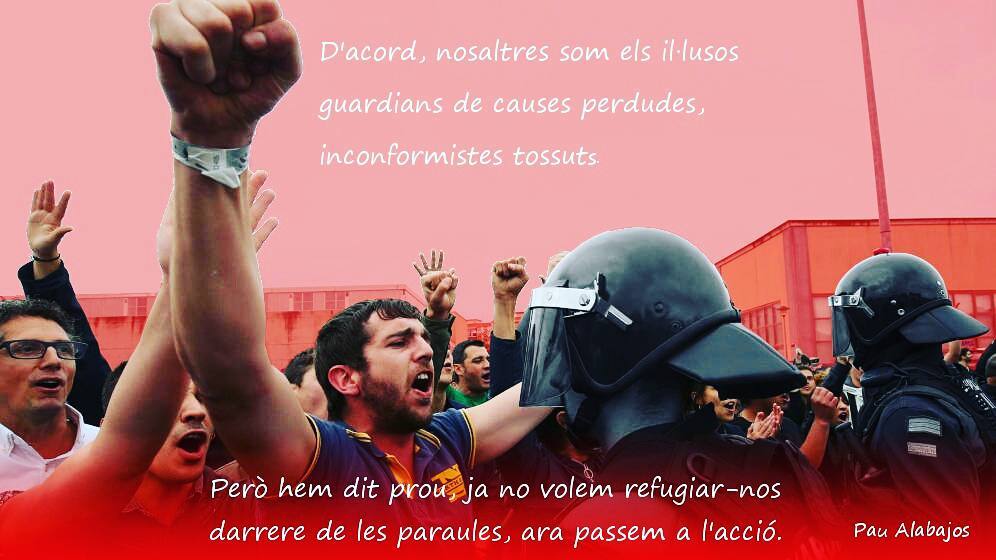 D'acord, nosaltres som els il·lusos
guardians de causes perdudes,
inconformistes tossuts.
Però hem dit prou, ja no volem refugiar-nos
darrere de les paraules, ara passem a l'acció.
Pau Alabajos